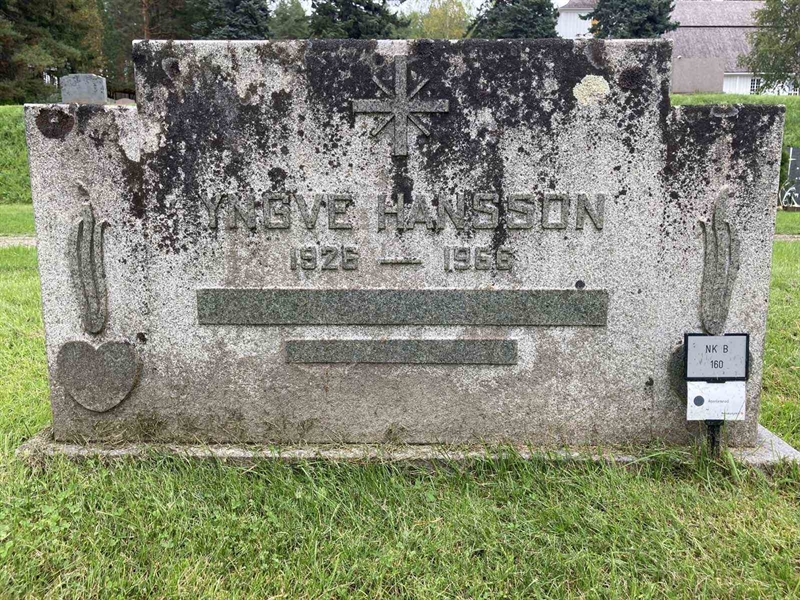 YNGVE HANSSON
1926 — 1966
NK B
160